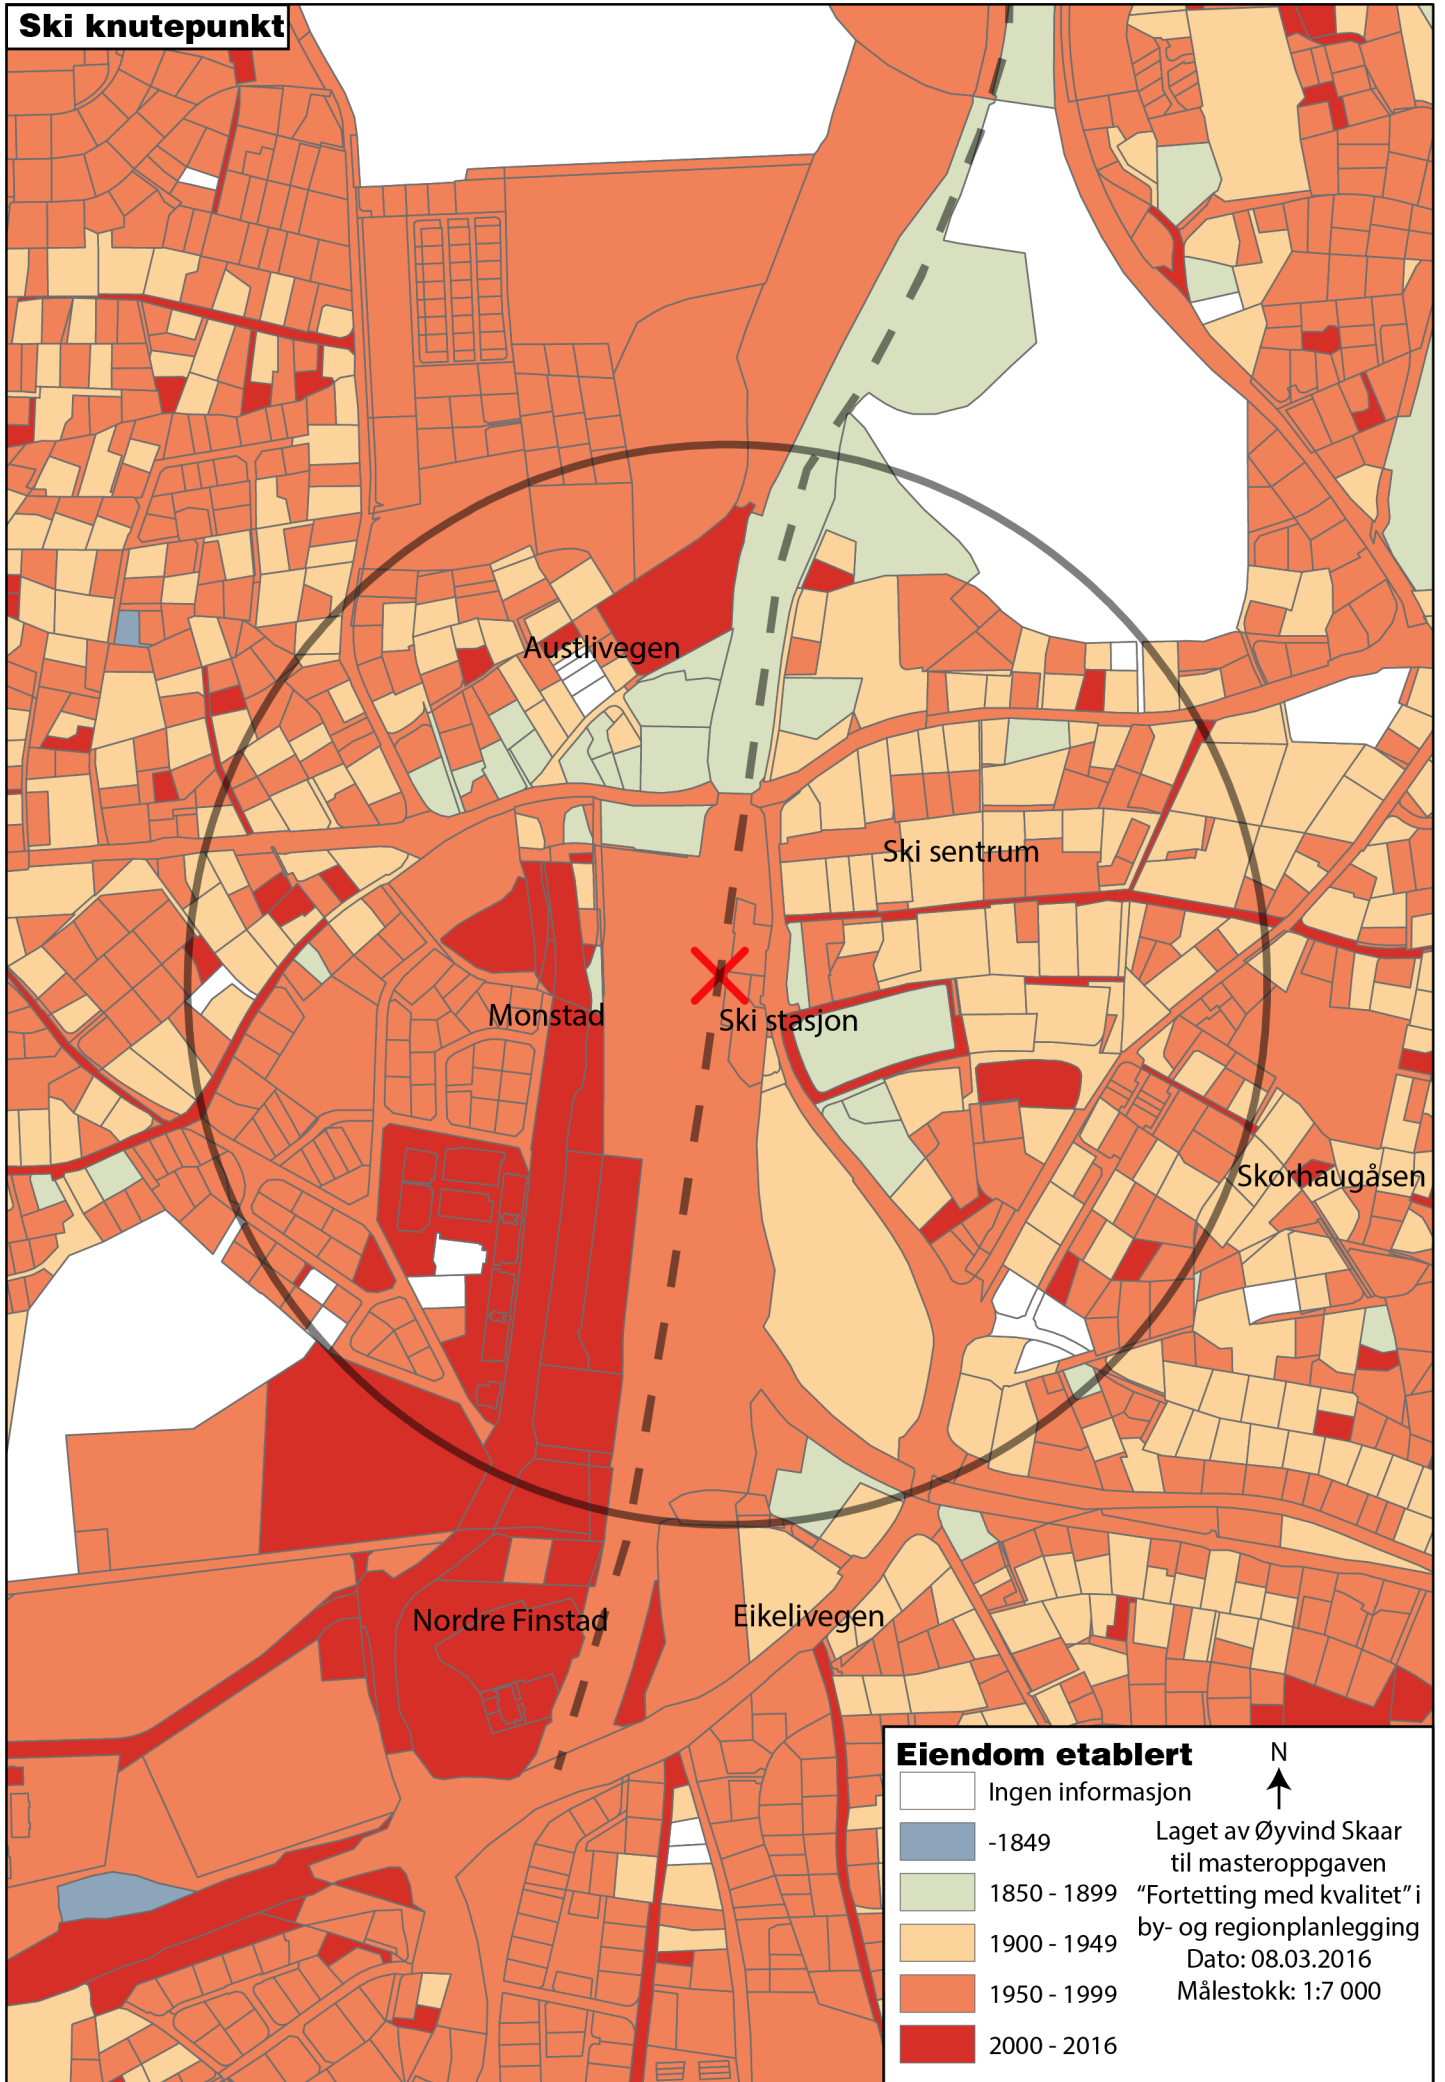 Ski knutepunkt
Austlivegen
Ski sentrum
Monstad
Ski stasjon
Skorhaugåsen
Nordre Finstad
Eikelivegen
Eiendom etablert
Ingen informasjon
-1849
1850 - 1899
1900 - 1949
1950 - 1999
2000 - 2016
N
Laget av Øyvind Skaar
til masteroppgaven
“Fortetting med kvalitet” i
by- og regionplanlegging
Dato: 08.03.2016
Målestokk: 1:7 000